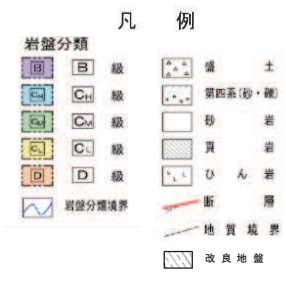 凡 例
岩盤分類
B B 級
CH CH 級
CM CM 級
CL CL 級
D D 級
岩盤分類境界
盛 土
第四系(砂・礫)
砂 岩
頁 岩
ひん岩
断 層
地質境界
改良地盤